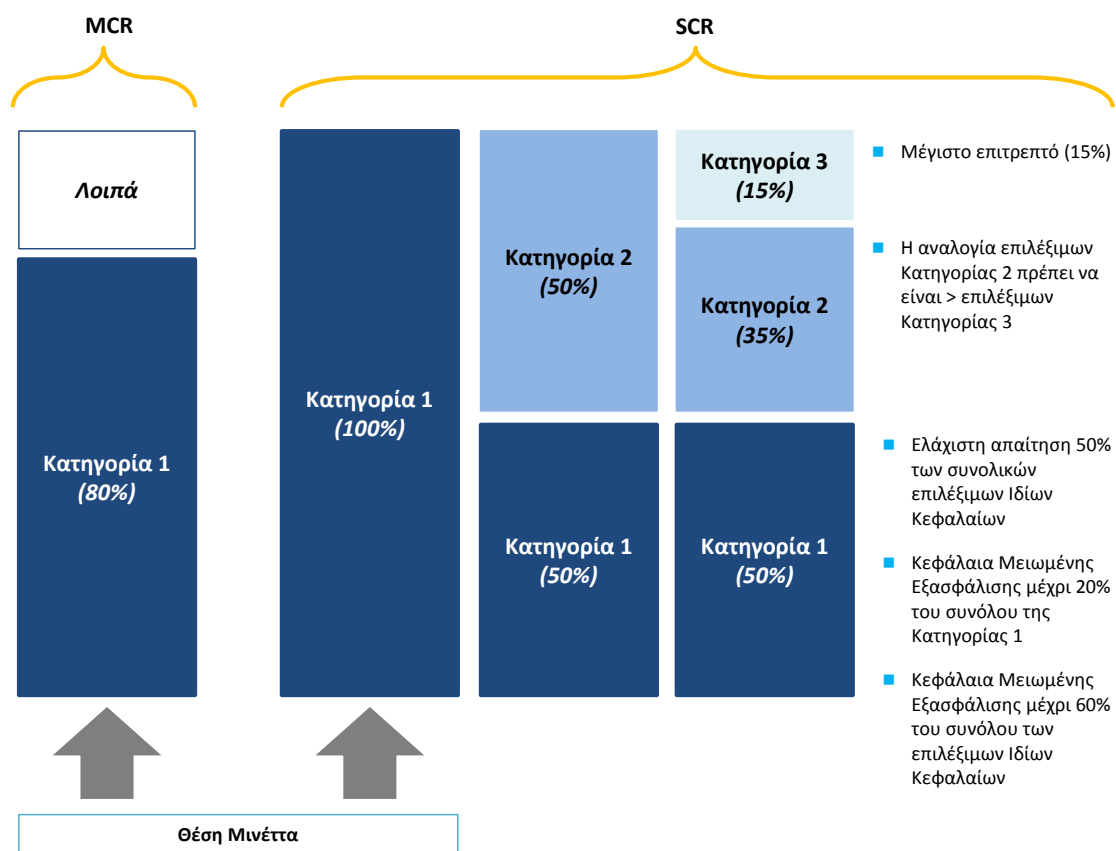 MCR
SCR
Λοιπά
Κατηγορία 1
(80%)
Κατηγορία 1
(100%)
Κατηγορία 2
(50%)
Κατηγορία 1
(50%)
Κατηγορία 3
(15%)
Κατηγορία 2
(35%)
Κατηγορία 1
(50%)
Μέγιστο επιτρεπτό (15%)
Η αναλογία επιλέξιμων
Κατηγορίας 2 πρέπει να
είναι > επιλέξιμων
Κατηγορίας 3
Ελάχιστη απαίτηση 50%
των συνολικών
επιλέξιμων Ιδίων
Κεφαλαίων
Κεφάλαια Μειωμένης
Εξασφάλισης μέχρι 20%
του συνόλου της
Κατηγορίας 1
Κεφάλαια Μειωμένης
Εξασφάλισης μέχρι 60%
του συνόλου των
επιλέξιμων Ιδίων
Κεφαλαίων
Θέση Μινέττα